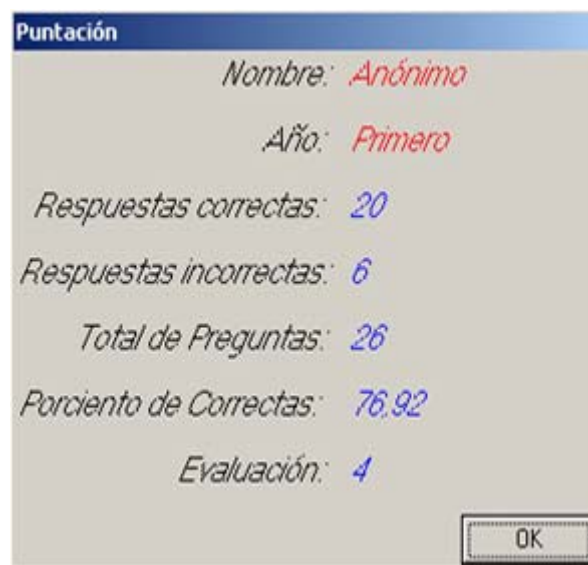 Puntación
Nombre: Anónimo
Año: Primero
Respuestas correctas: 20
Respuestas incorrectas: 6
Total de Preguntas: 26
Porciento de Correctas: 76,92
Evaluación: 4
OK